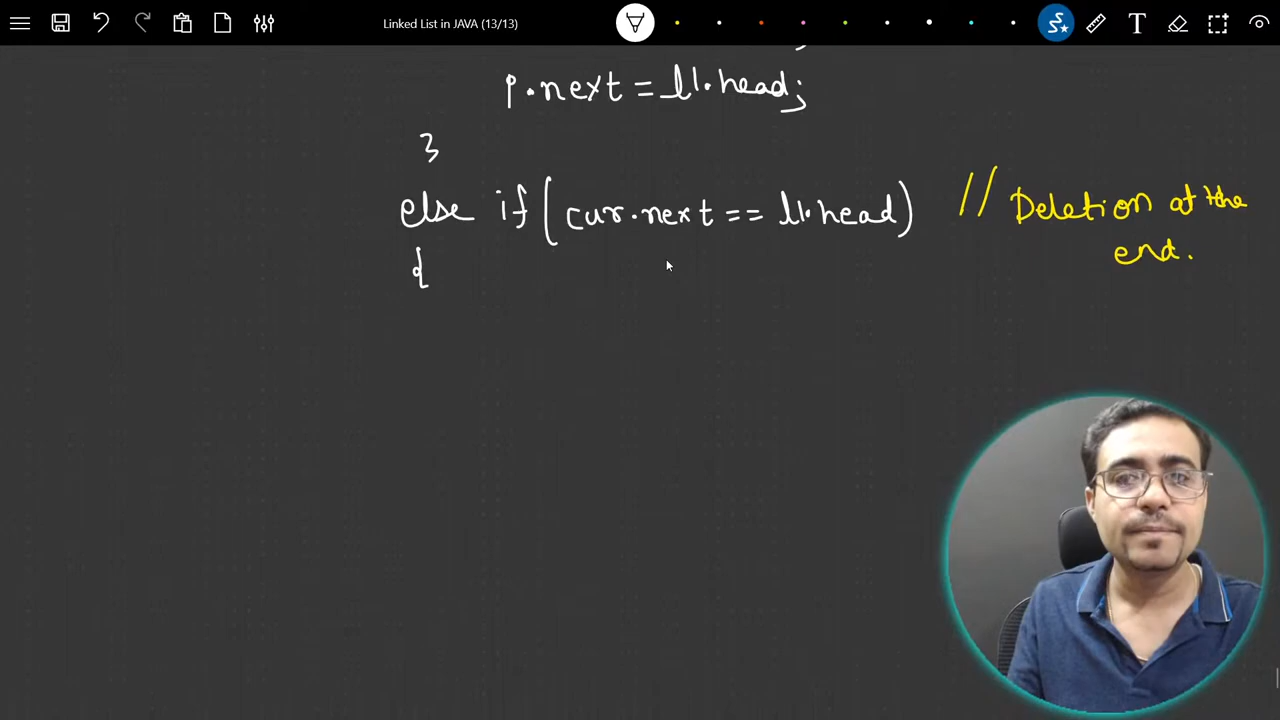 Linked List in JAVA (13/13)
T
p.next = ll.head;
}
else if (cur.next == ll.head) // Deletion at the
end.
{